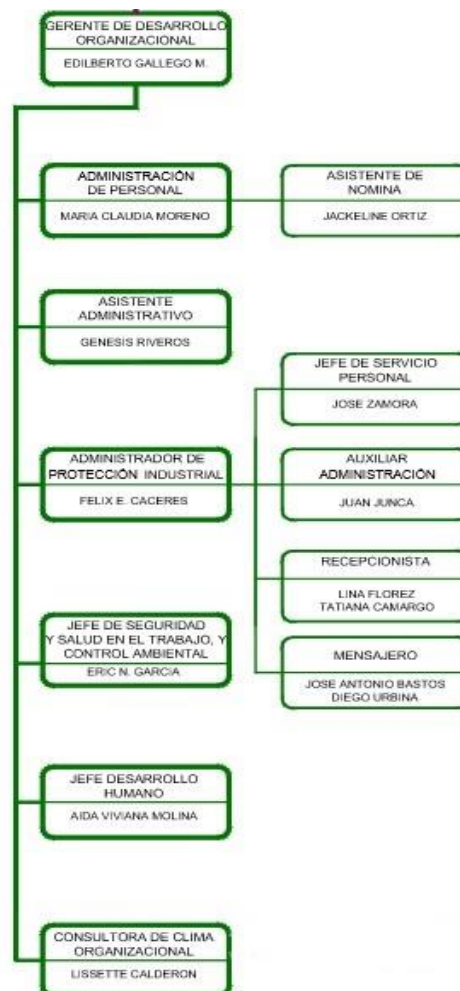 GERENTE DE DESARROLLO
ORGANIZACIONAL
EDILBERTO GALLEGO M.
ADMINISTRACIÓN
DE PERSONAL
MARIA CLAUDIA MORENO
ASISTENTE DE
NOMINA
JACKELINE ORTIZ
ASISTENTE
ADMINISTRATIVO
GENESIS RIVEROS
JEFE DE SERVICIO
PERSONAL
JOSE ZAMORA
ADMINISTRADOR DE
PROTECCIÓN INDUSTRIAL
FELIX E. CACERES
AUXILIAR
ADMINISTRACIÓN
JUAN JUNCA
RECEPCIONISTA
LINA FLOREZ
TATIANA CAMARGO
JEFE DE SEGURIDAD
Y SALUD EN EL TRABAJO, Y
CONTROL AMBIENTAL
ERIC N. GARCIA
MENSAJERO
JOSE ANTONIO BASTOS
DIEGO URBINA
JEFE DESARROLLO
HUMANO
AIDA VIVIANA MOLINA
CONSULTORA DE CLIMA
ORGANIZACIONAL
LISSETTE CALDERON